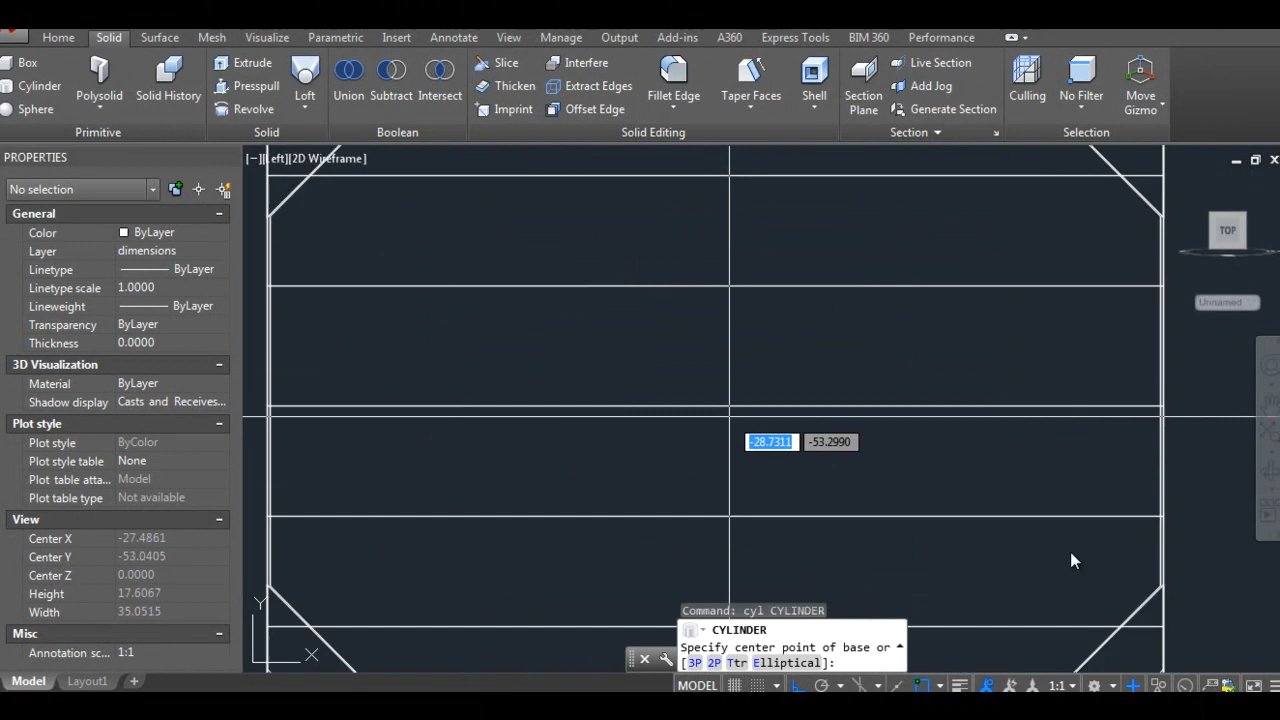 Home Solid Surface Mesh Visualize Parametric Insert Annotate View Manage Output Add-ins A360 Express Tools BIM 360 Performance
Box
Cylinder
Sphere
Polysolid
Solid History
Primitive
Extrude
Presspull
Revolve
Loft
Solid
Union
Subtract
Intersect
Boolean
Slice
Thicken
Imprint
Interfere
Extract Edges
Offset Edge
Fillet Edge
Taper Faces
Shell
Solid Editing
Section
Plane
Live Section
Add Jog
Generate Section
Section
Culling
No Filter
Move
Gizmo
Selection
PROPERTIES
No selection
General
Color ByLayer
Layer dimensions
Linetype ByLayer
Linetype scale 1.0000
Lineweight ByLayer
Transparency ByLayer
Thickness 0.0000
3D Visualization
Material ByLayer
Shadow display Casts and Receives...
Plot style
Plot style ByColor
Plot style table None
Plot table atta... Model
Plot table type Not available
View
Center X -27.4861
Center Y -53.0405
Center Z 0.0000
Height 17.6067
Width 35.0515
Misc
Annotation sc... 1:1
[−][Left][2D Wireframe]
TOP
Unnamed
-28.7311 -53.2990
Y
X
Command: cyl CYLINDER
CYLINDER
Specify center point of base or
[3P 2P Ttr Elliptical]:
Model Layout1 +
MODEL 1:1